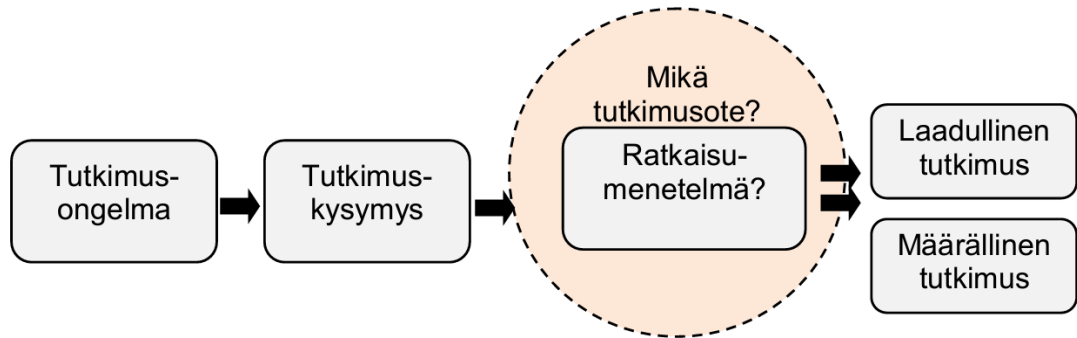 Tutkimus-
ongelma
Tutkimus-
kysymys
Mikä
tutkimusote?
Ratkaisu-
menetelmä?
Laadullinen
tutkimus
Määrällinen
tutkimus